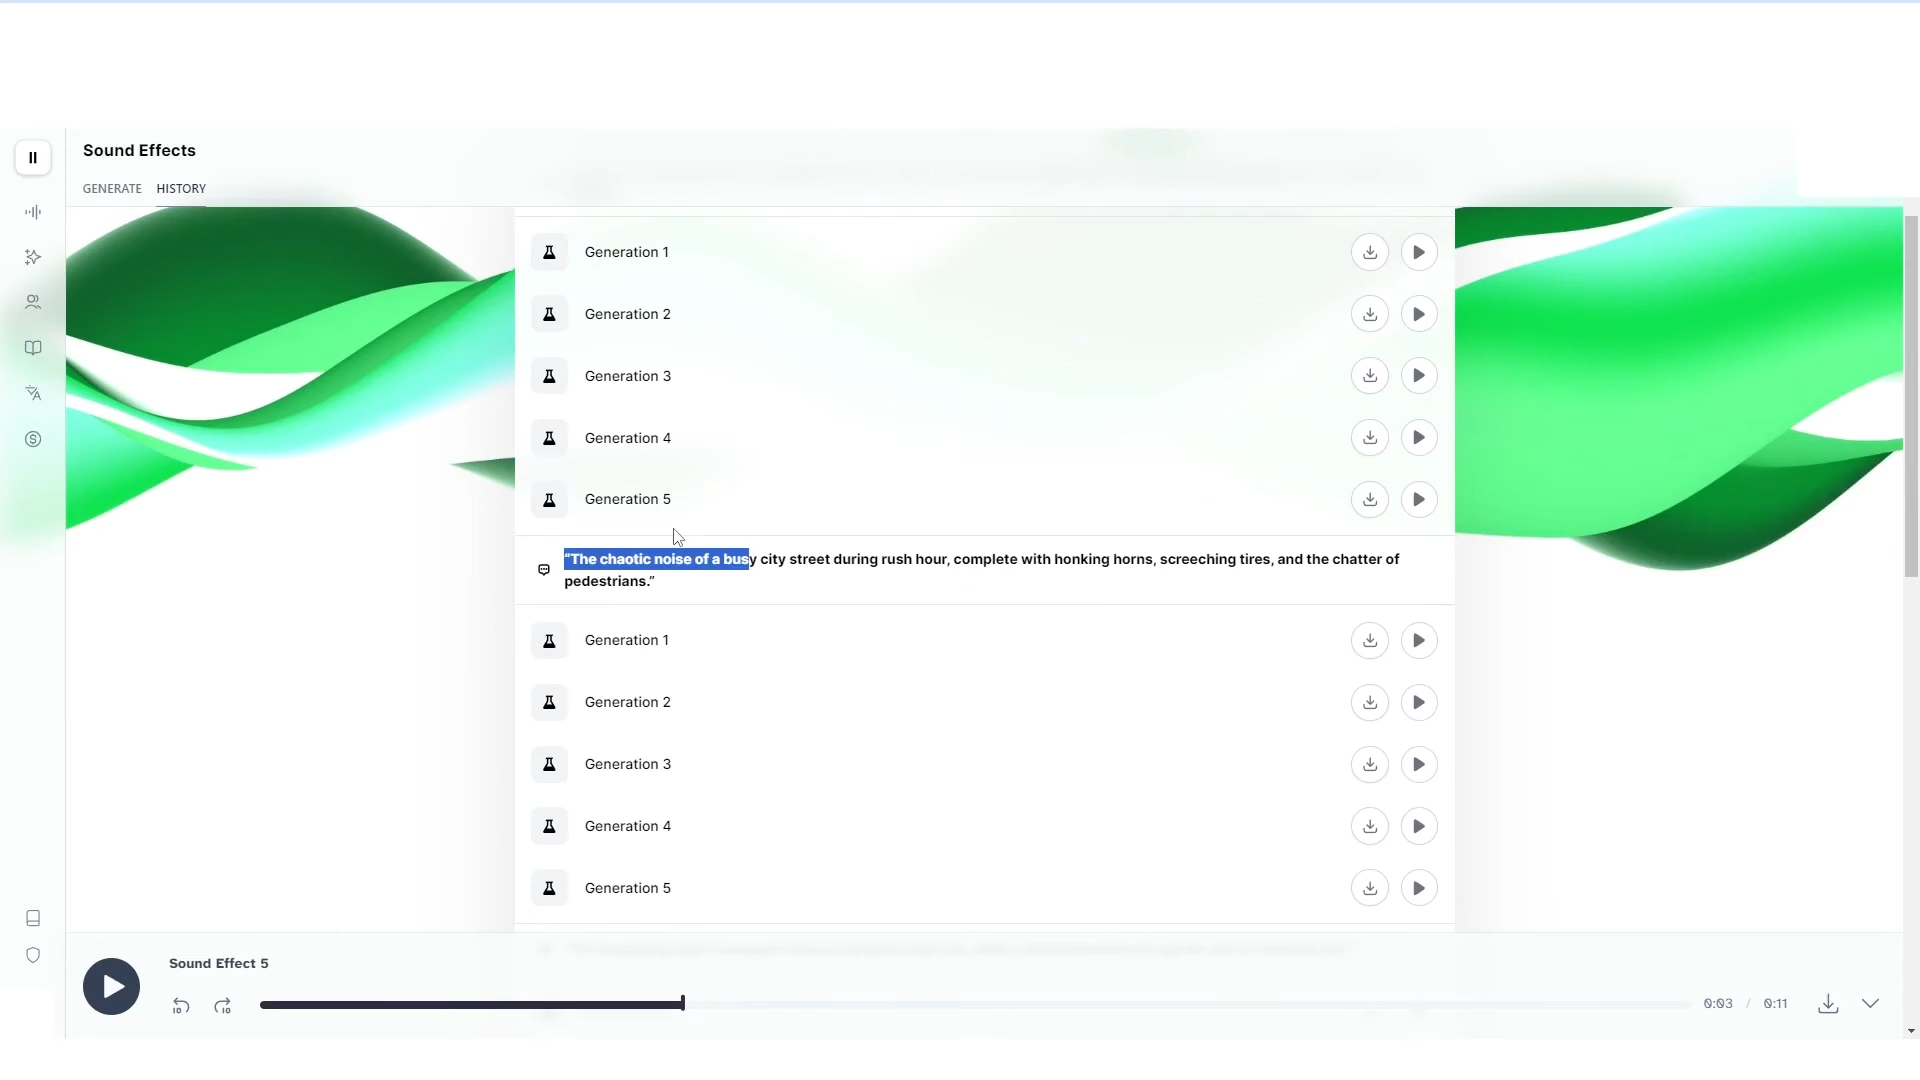 Sound Effects
GENERATE HISTORY
Generation 1
Generation 2
Generation 3
Generation 4
Generation 5
“The chaotic noise of a busy city street during rush hour, complete with honking horns, screeching tires, and the chatter of
pedestrians.”
Generation 1
Generation 2
Generation 3
Generation 4
Generation 5
Sound Effect 5
10 10 0:03 / 0:11